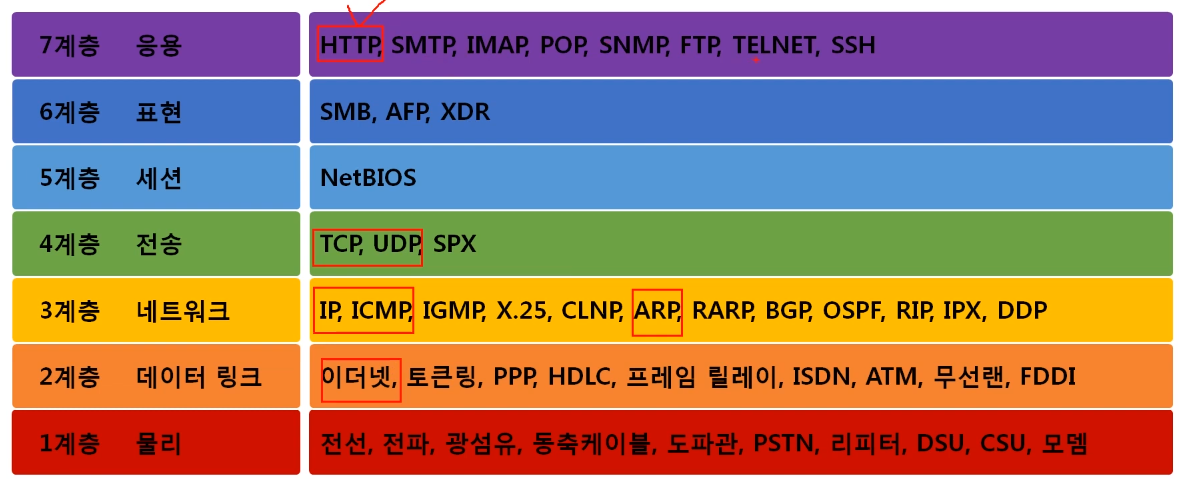 7계층 응용 HTTP, SMTP, IMAP, POP, SNMP, FTP, TELNET, SSH
6계층 표현 SMB, AFP, XDR
5계층 세션 NetBIOS
4계층 전송 TCP, UDP, SPX
3계층 네트워크 IP, ICMP, IGMP, X.25, CLNP, ARP, RARP, BGP, OSPF, RIP, IPX, DDP
2계층 데이터 링크 이더넷, 토큰링, PPP, HDLC, 프레임 릴레이, ISDN, ATM, 무선랜, FDDI
1계층 물리 전선, 전파, 광섬유, 동축케이블, 도파관, PSTN, 리피터, DSU, CSU, 모뎀